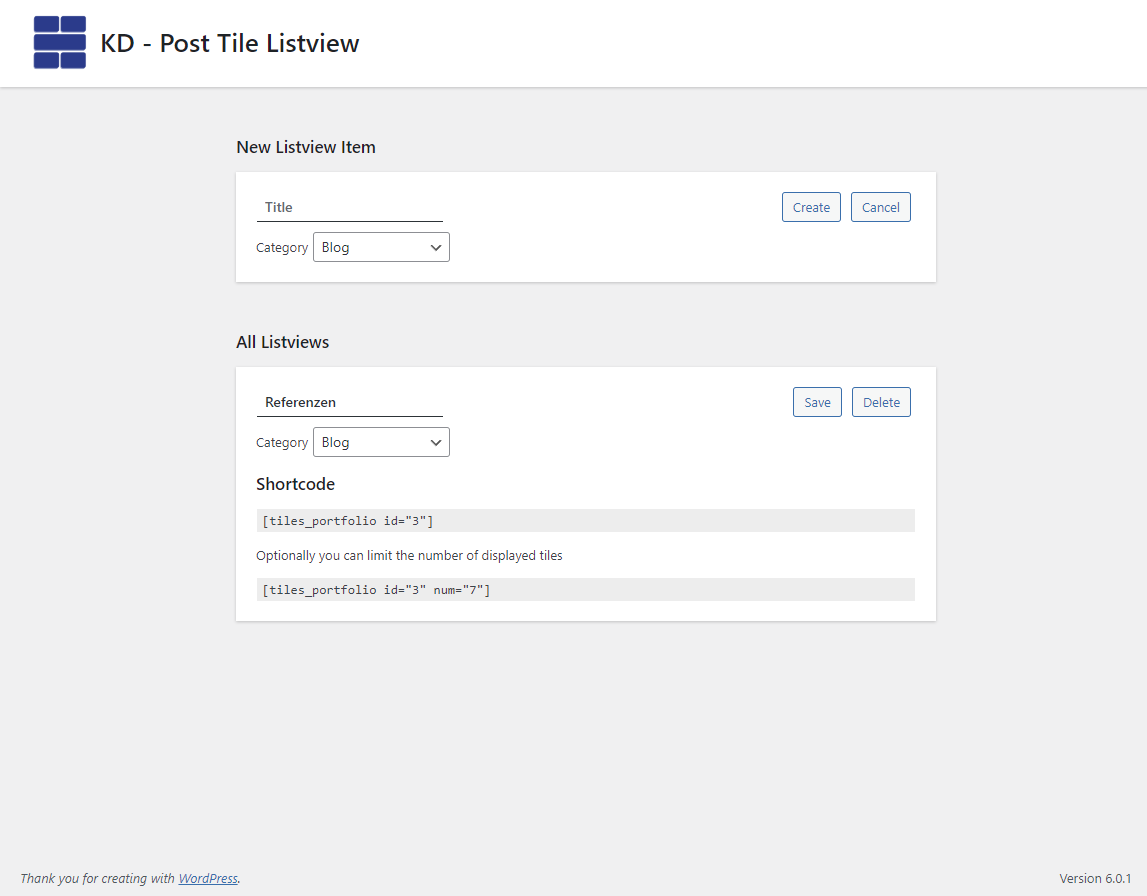 KD - Post Tile Listview
New Listview Item
Title
Create
Cancel
Category
Blog
All Listviews
Referenzen
Save
Delete
Category
Blog
Shortcode
[tiles_portfolio id="3"]
Optionally you can limit the number of displayed tiles
[tiles_portfolio id="3" num="7"]
Thank you for creating with WordPress.
Version 6.0.1